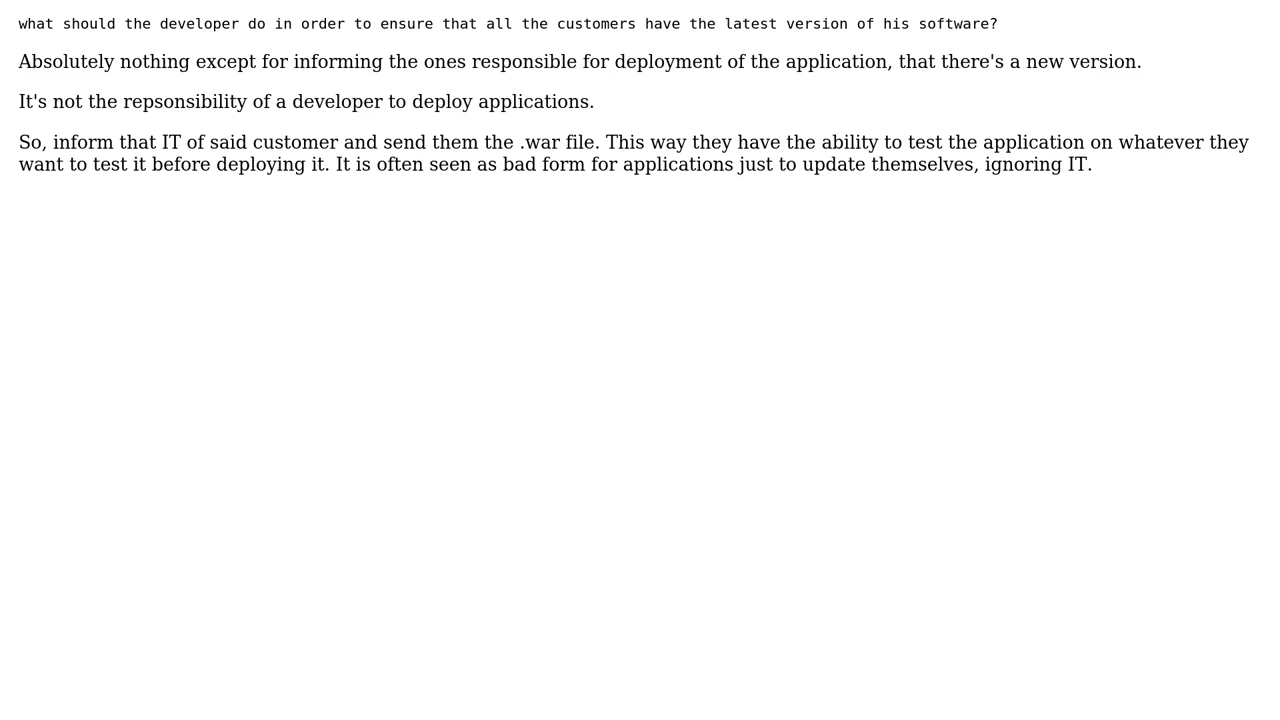 what should the developer do in order to ensure that all the customers have the latest version of his software?
Absolutely nothing except for informing the ones responsible for deployment of the application, that there's a new version.
It's not the repsonsibility of a developer to deploy applications.
So, inform that IT of said customer and send them the .war file. This way they have the ability to test the application on whatever they
want to test it before deploying it. It is often seen as bad form for applications just to update themselves, ignoring IT.